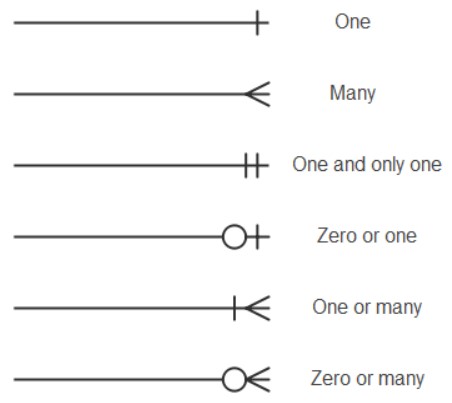 One
Many
One and only one
Zero or one
One or many
Zero or many